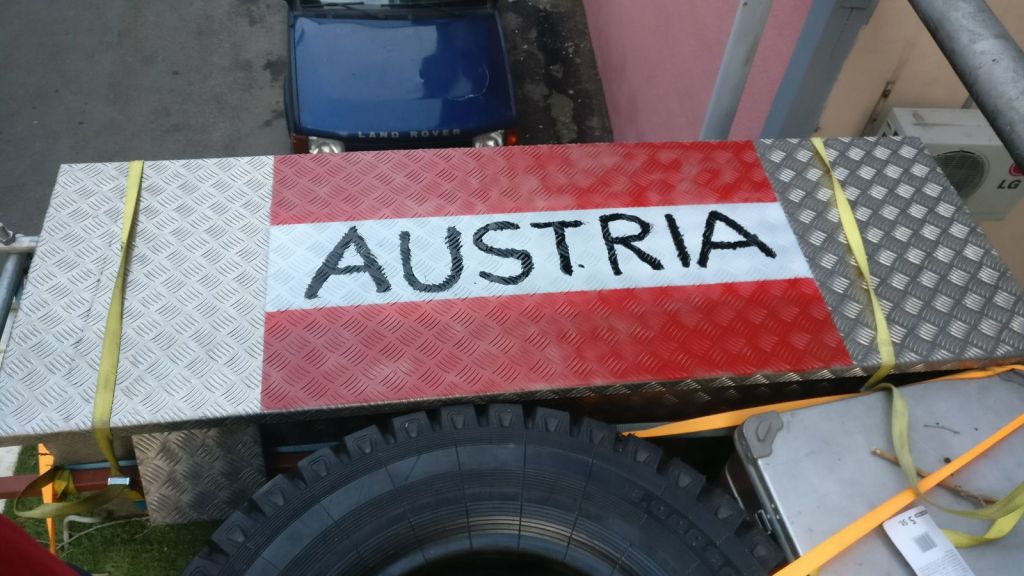 LAND ROVER
AUSTRIA
LG